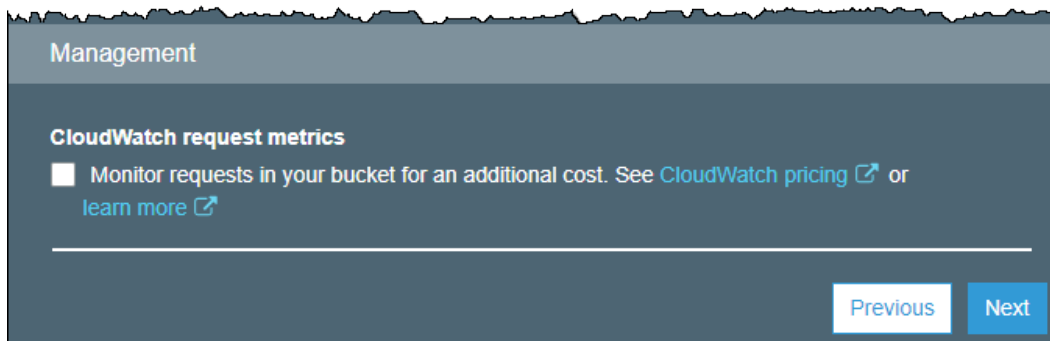 Management
CloudWatch request metrics
Monitor requests in your bucket for an additional cost. See CloudWatch pricing or
learn more
Previous Next